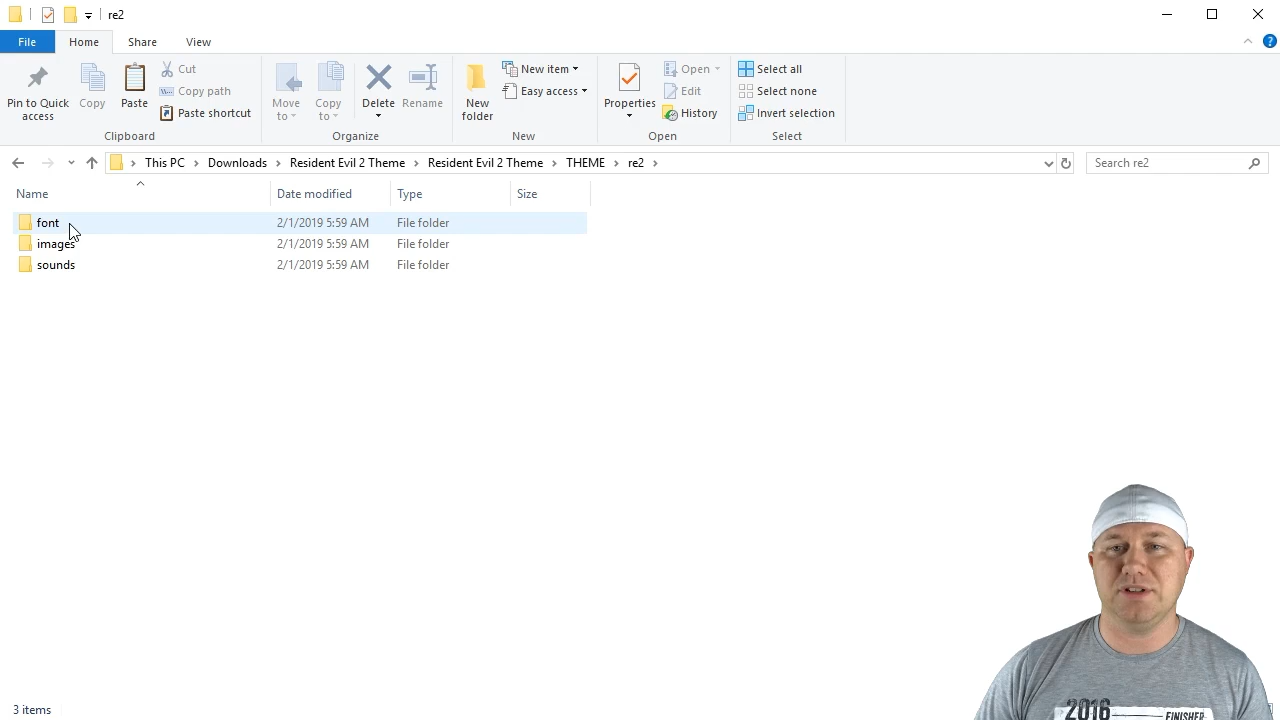 re2
File Home Share View
Pin to Quick access
Copy
Paste
Cut
Copy path
Paste shortcut
Clipboard
Move to
Copy to
Delete
Rename
Organize
New folder
New item
Easy access
New
Properties
Open
Edit
History
Open
Select all
Select none
Invert selection
Select
This PC > Downloads > Resident Evil 2 Theme > Resident Evil 2 Theme > THEME > re2 >
Search re2
Name Date modified Type Size
font 2/1/2019 5:59 AM File folder
images 2/1/2019 5:59 AM File folder
sounds 2/1/2019 5:59 AM File folder
3 items
2016
FINISHER